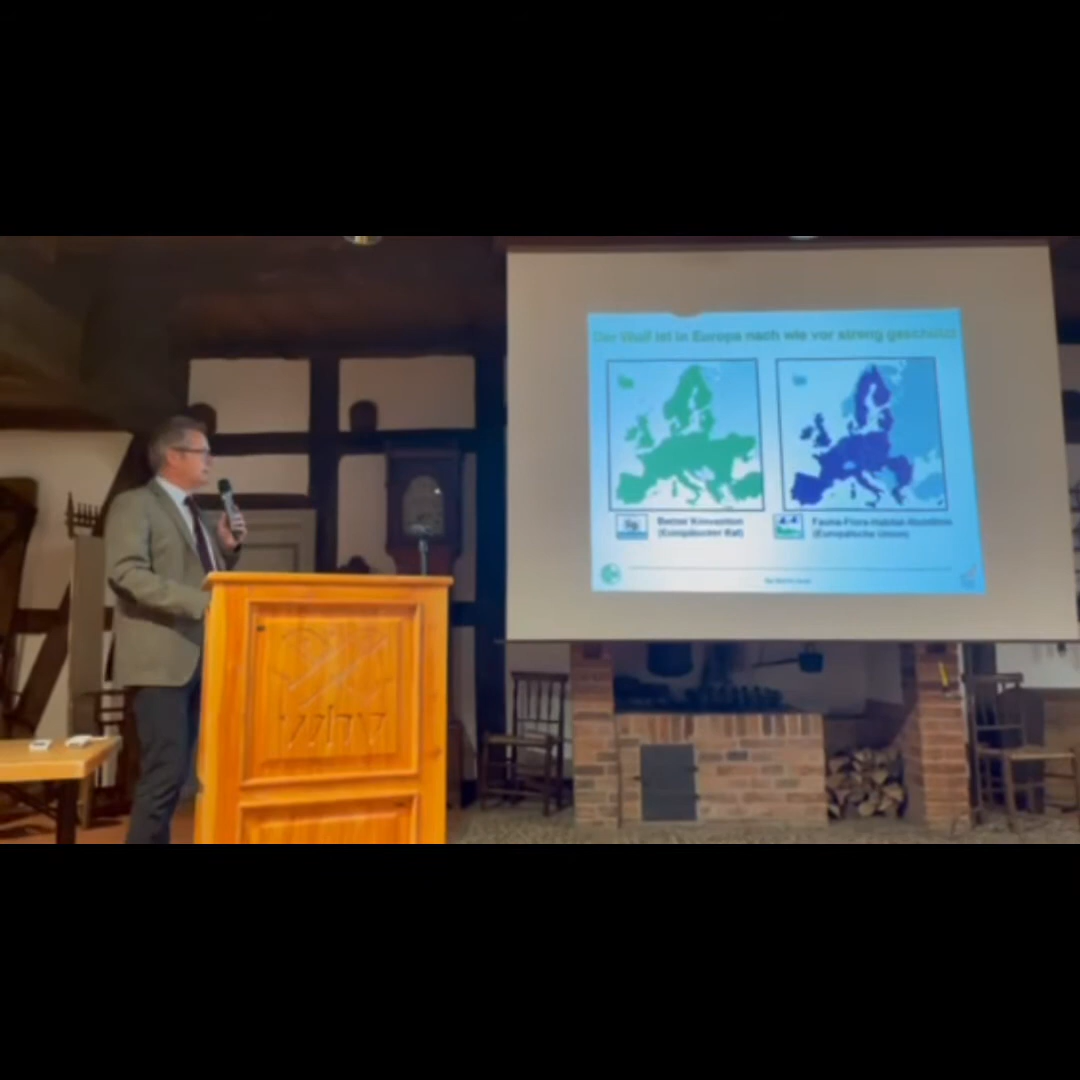 Der Wolf ist in Europa nach wie vor streng geschützt
Berner Konvention
(Europäischer Rat)
Fauna-Flora-Habitat-Richtlinie
(Europäische Union)